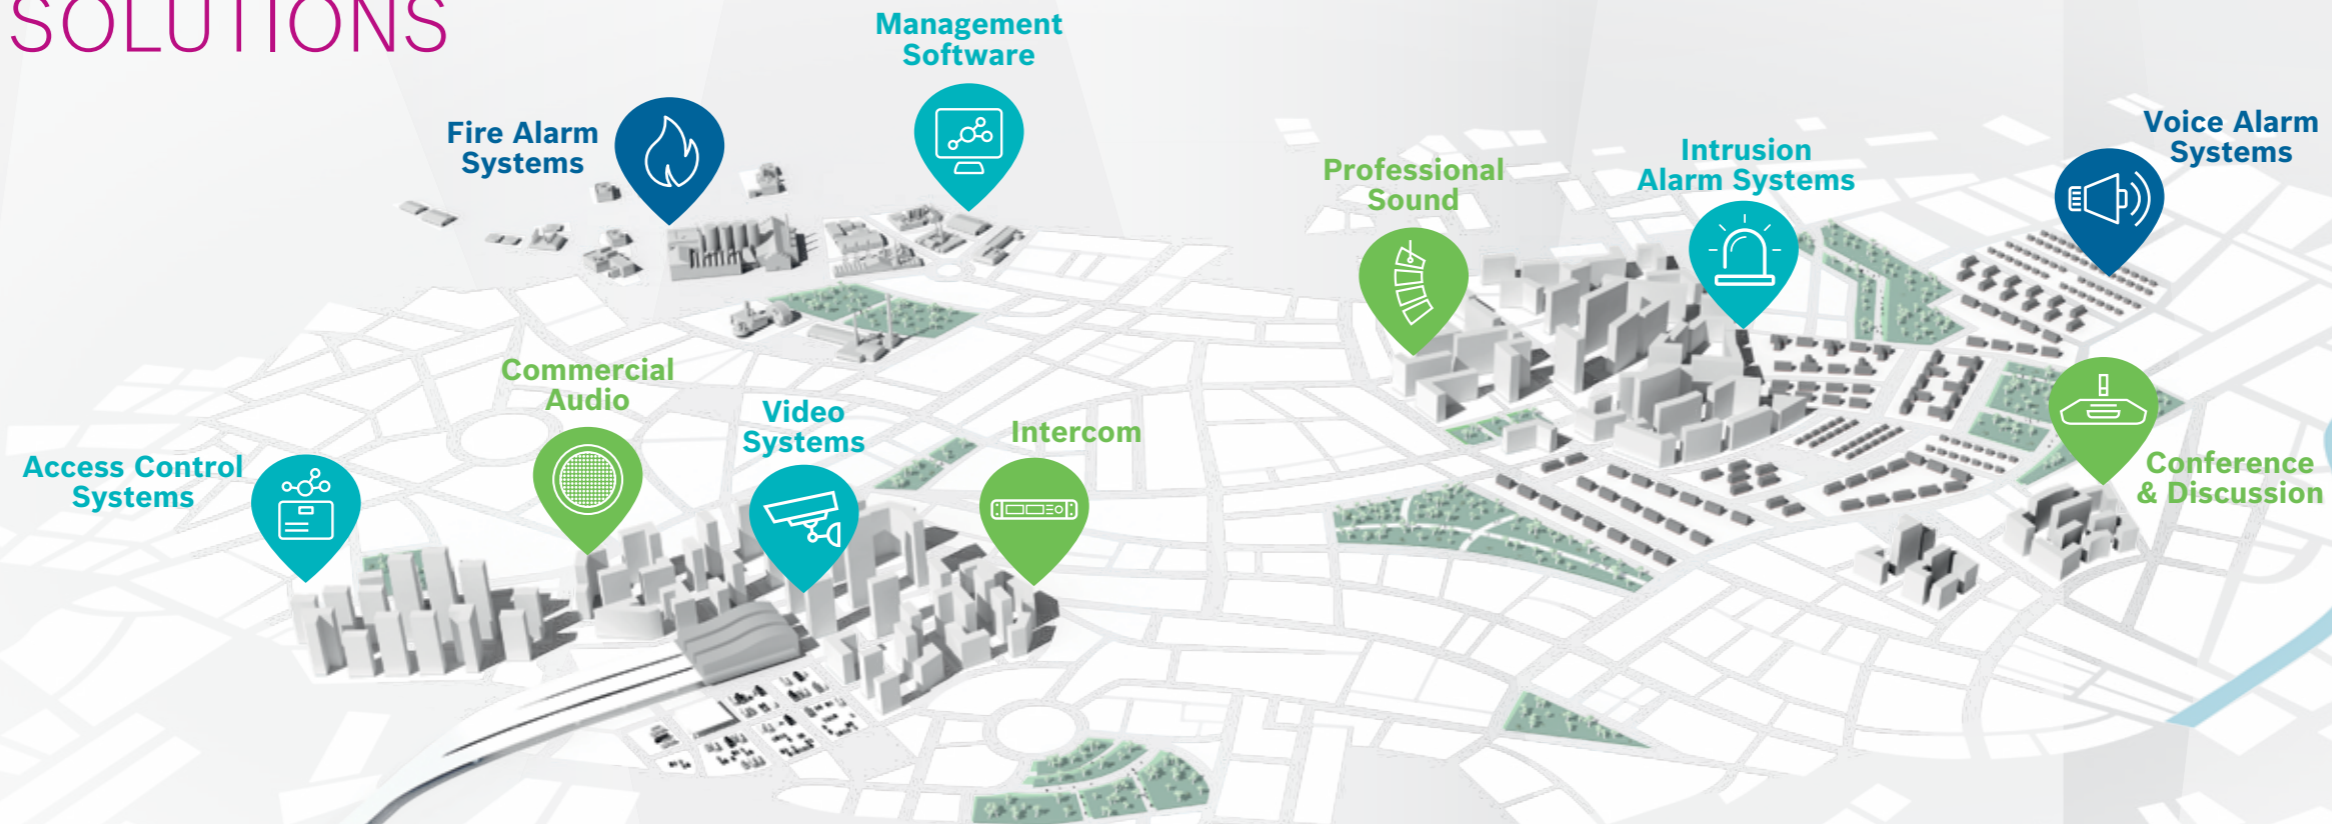 SOLUTIONS
Management
Software
Fire Alarm
Systems
Voice Alarm
Systems
Intrusion
Alarm Systems
Professional
Sound
Commercial
Audio
Video
Systems
Intercom
Access Control
Systems
Conference
& Discussion